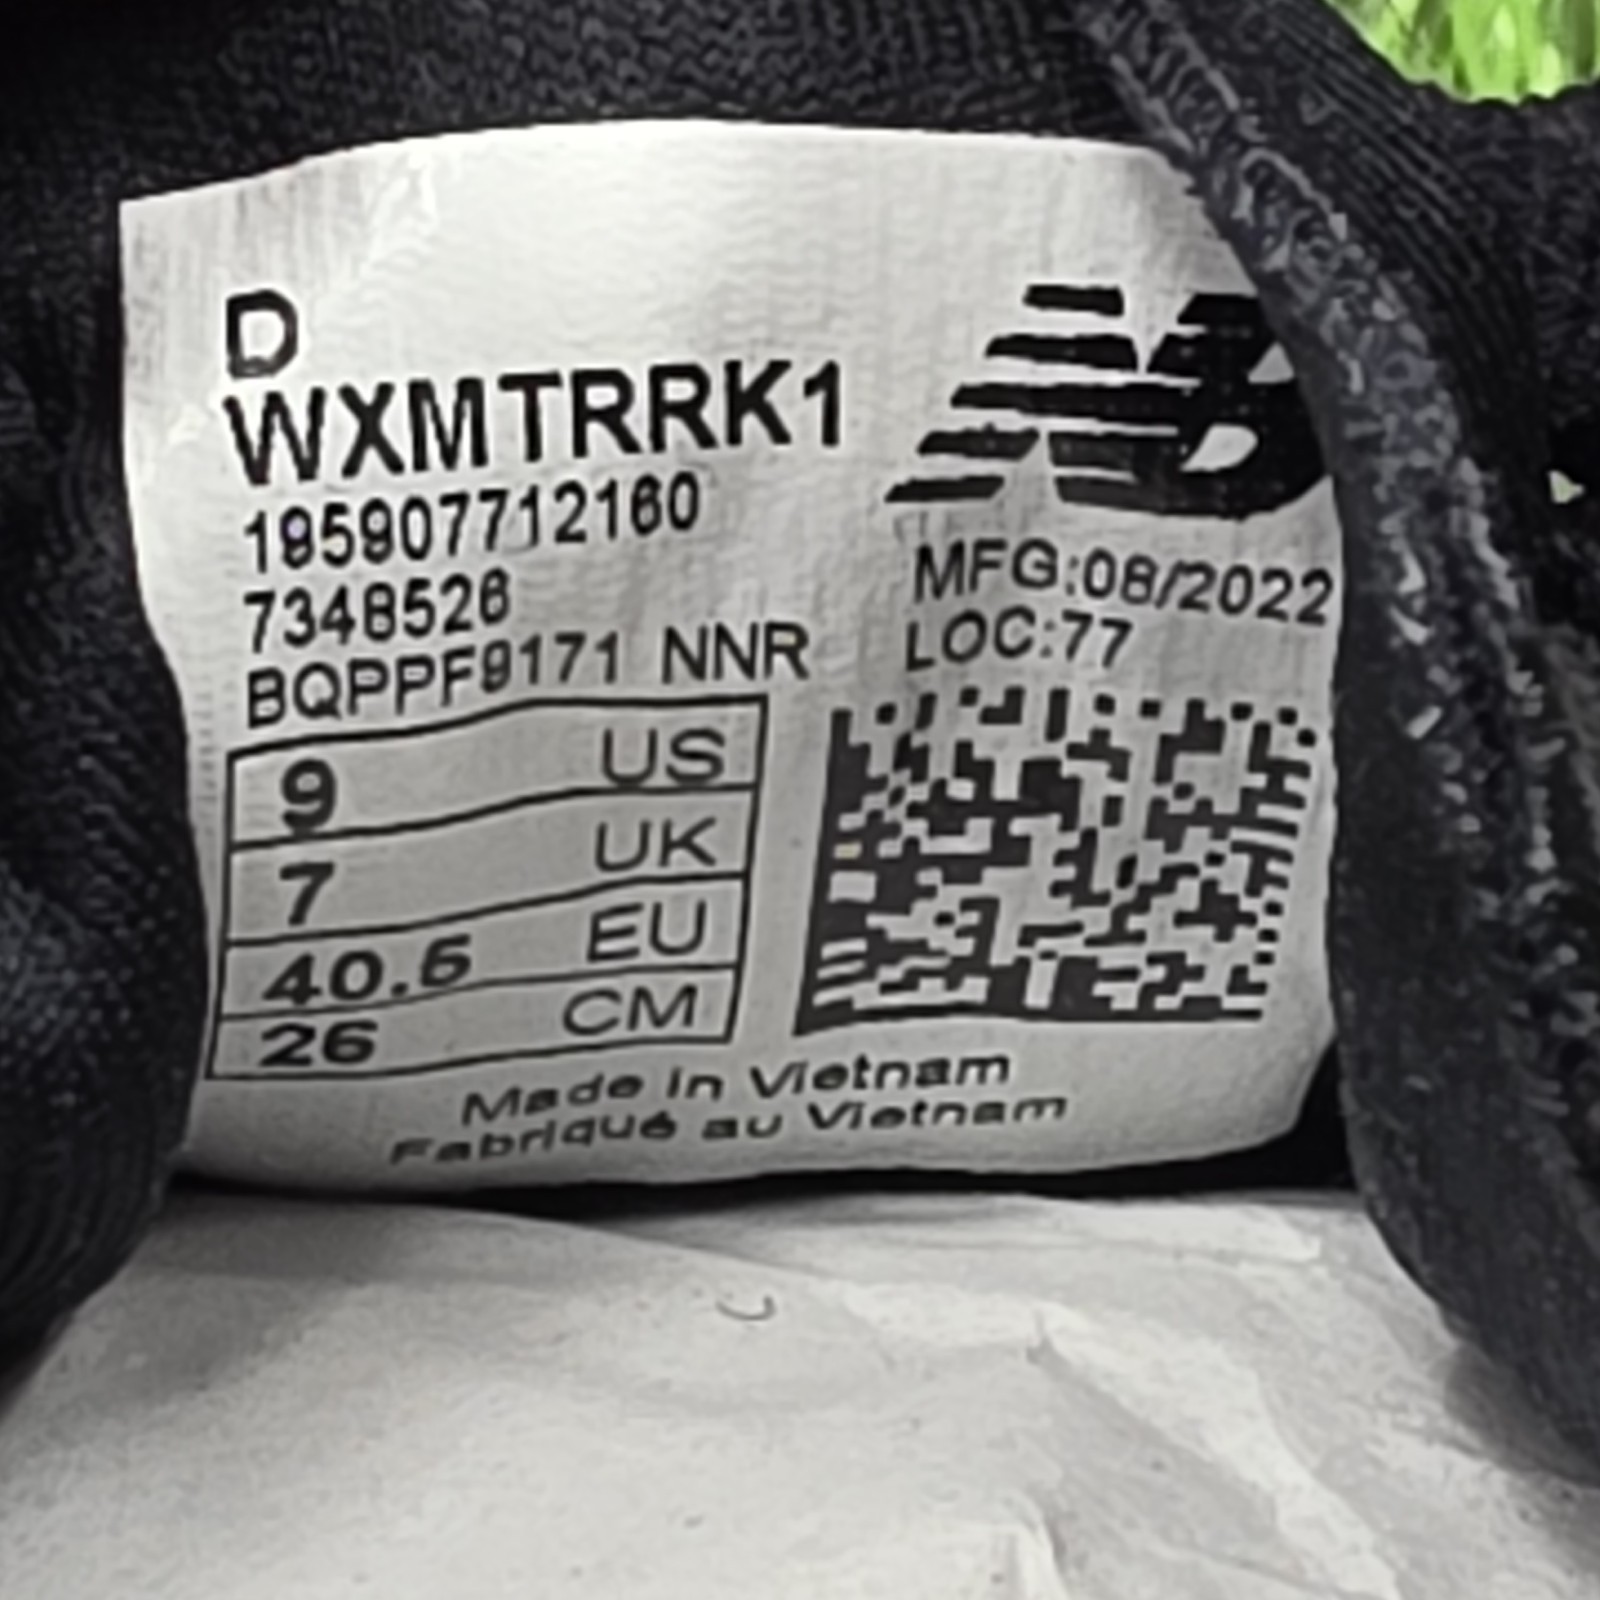 D
WXMTRRK1
195907712160
7348526
BQPPF9171 NNR
MFG:08/2022
LOC:77
9 US
7 UK
40.5 EU
26 CM
Made in Vietnam
Fabriqué au Vietnam